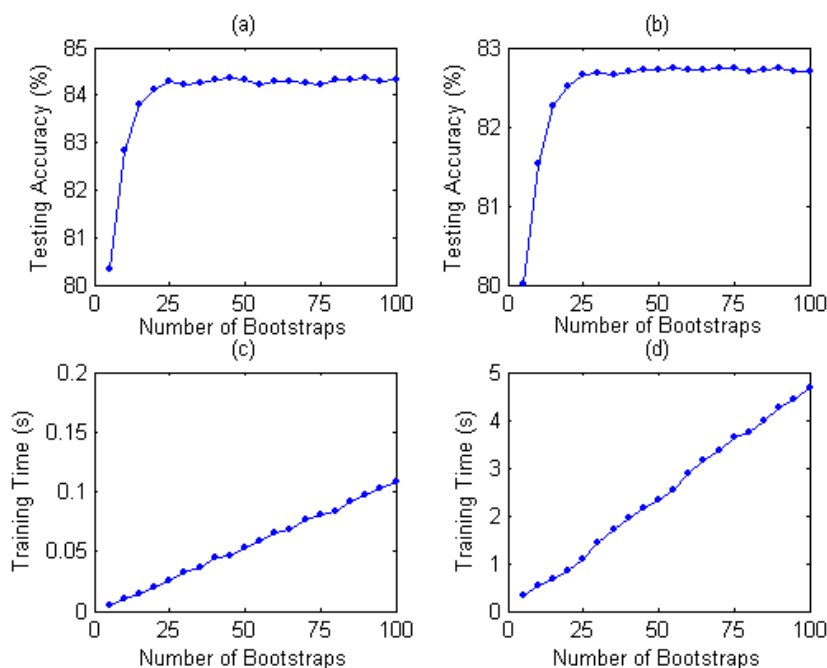 (a)
85
84
83
82
81
80
Testing Accuracy (%)
0 25 50 75 100
Number of Bootstraps
(b)
83
82
81
80
Testing Accuracy (%)
0 25 50 75 100
Number of Bootstraps
(c)
0.2
0.15
0.1
0.05
0
Training Time (s)
0 25 50 75 100
Number of Bootstraps
(d)
5
4
3
2
1
0
Training Time (s)
0 25 50 75 100
Number of Bootstraps